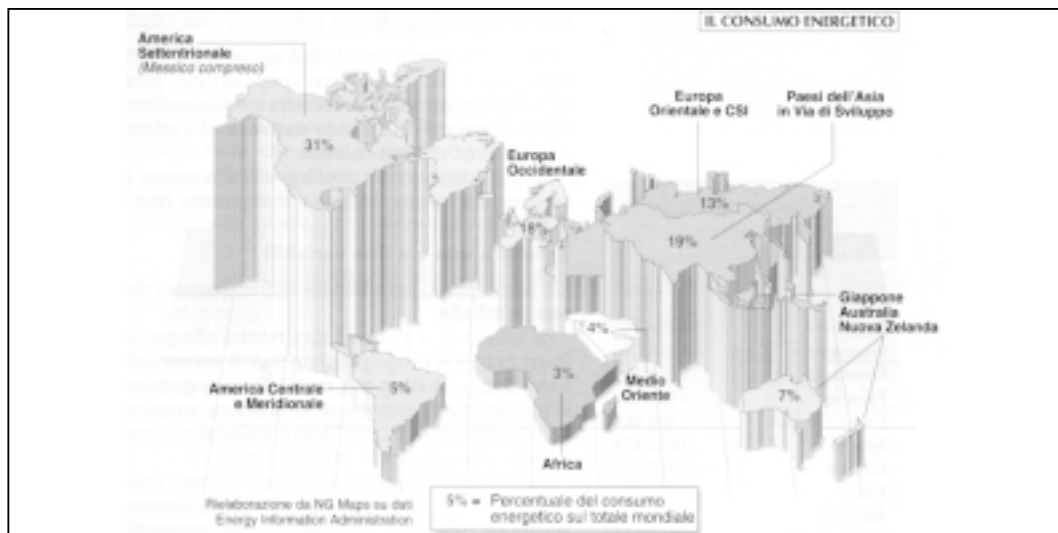 IL CONSUMO ENERGETICO
America
Settentrionale
(Messico compreso)
31%
Europa
Occidentale
18%
Europa
Orientale e CSI
13%
Paesi dell'Asia
in Via di Sviluppo
19%
Giappone
Australia
Nuova Zelanda
7%
4%
Medio
Oriente
3%
Africa
America Centrale
e Meridionale
5%
Rielaborazione da NG Maps su dati
Energy Information Administration
5% = Percentuale del consumo
energetico sul totale mondiale